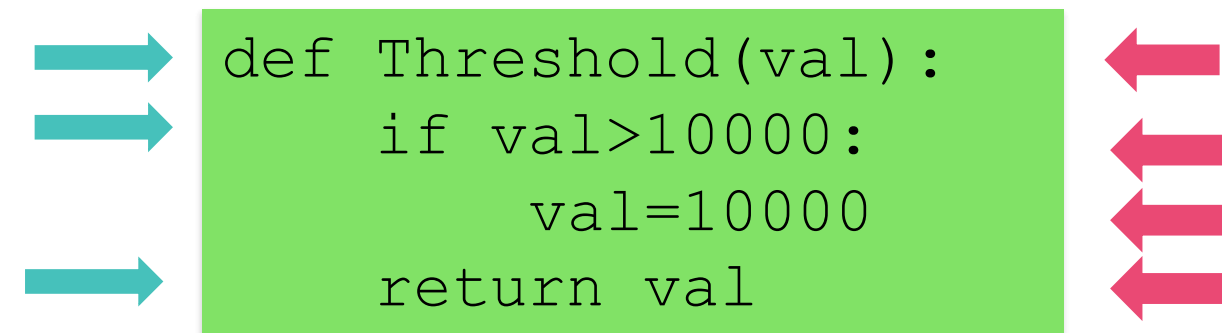 def Threshold(val):
if val>10000:
val=10000
return val